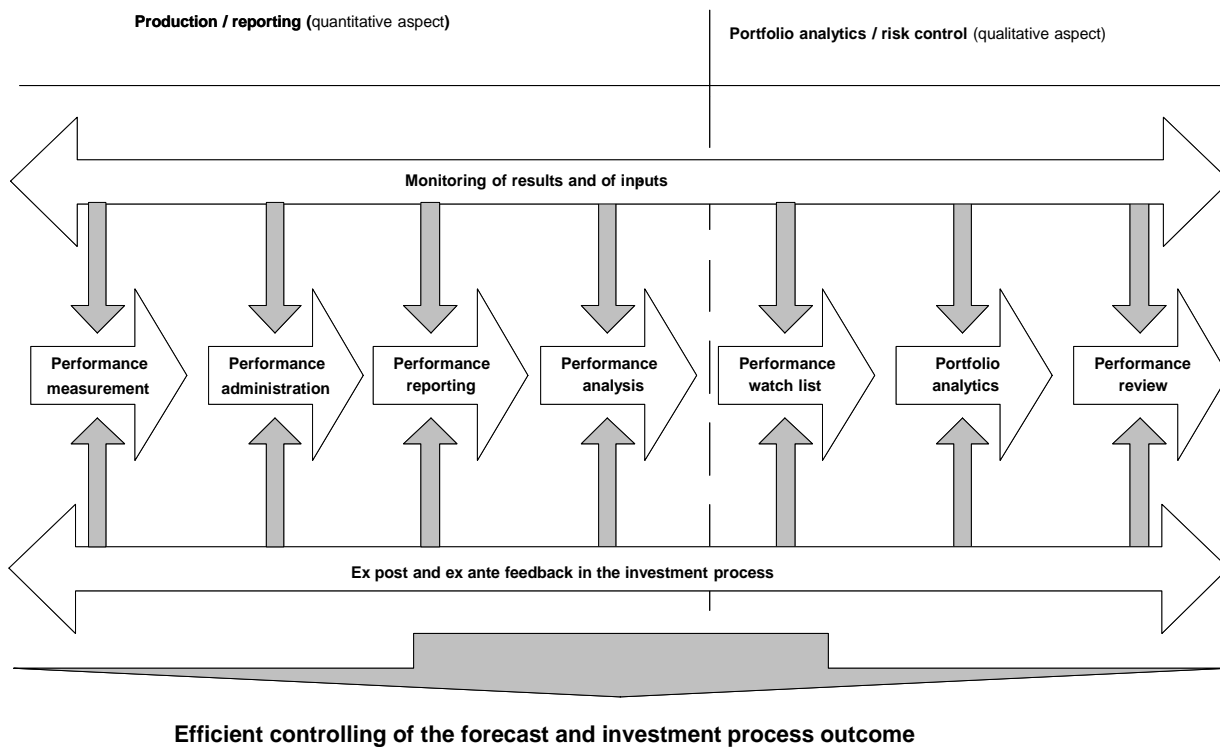 Production / reporting (quantitative aspect)
Portfolio analytics / risk control (qualitative aspect)
Monitoring of results and of inputs
Performance
measurement
Performance
administration
Performance
reporting
Performance
analysis
Performance
watch list
Portfolio
analytics
Performance
review
Ex post and ex ante feedback in the investment process
Efficient controlling of the forecast and investment process outcome